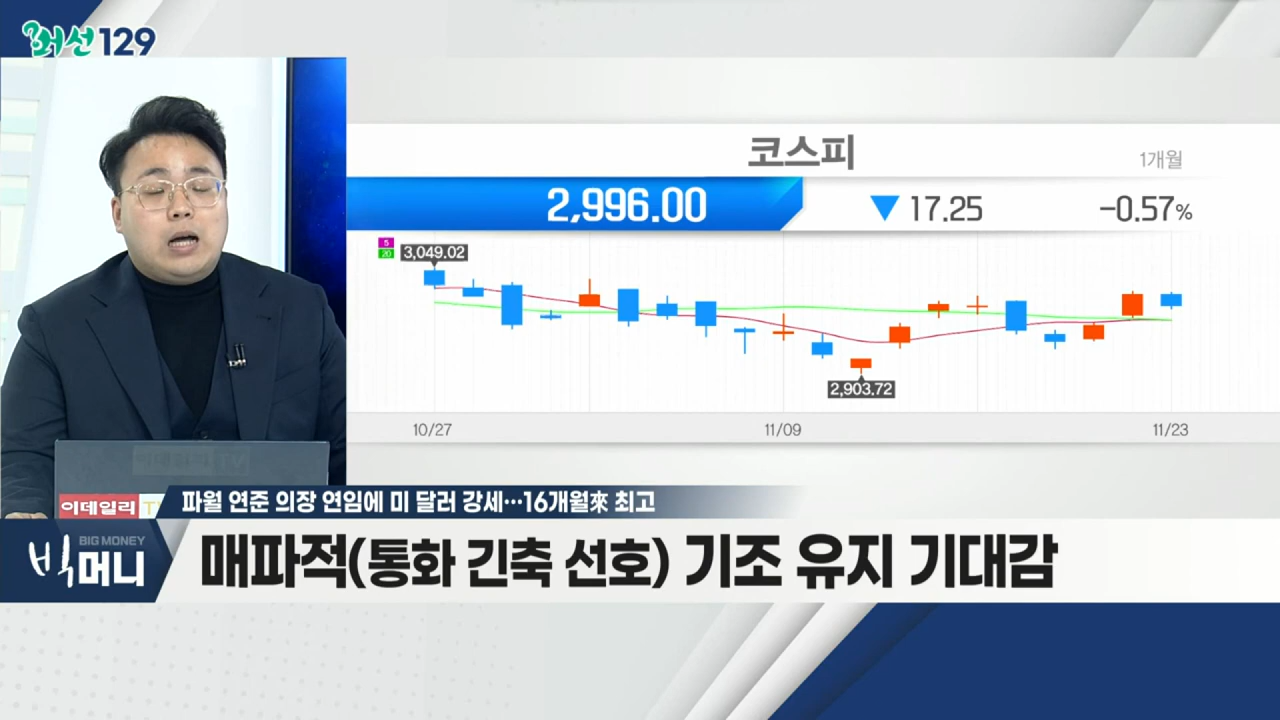 머선129
코스피
1개월
2,996.00
▼ 17.25
-0.57%
5
20
3,049.02
2,903.72
10/27
11/09
11/23
이데일리 T
파월 연준 의장 연임에 미 달러 강세…16개월來 최고
BIG MONEY
빅머니
매파적(통화 긴축 선호) 기조 유지 기대감